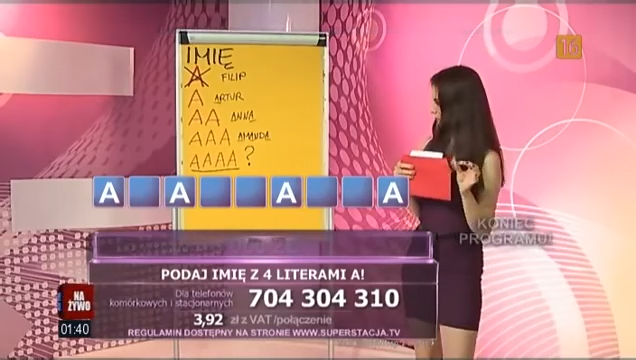 16
IMIĘ
A FILIP
A ARTUR
AA ANNA
AAA AMANDA
AAAA?
A A A A
KONIEC
PROGRAMU!
PODAJ IMIĘ Z 4 LITERAMI A!
Dla telefonów
komórkowych i stacjonarnych 704 304 310
3,92 zł z VAT/połączenie
REGULAMIN DOSTĘPNY NA STRONIE WWW.SUPERSTACJA.TV
NA
ŻYWO
01:40